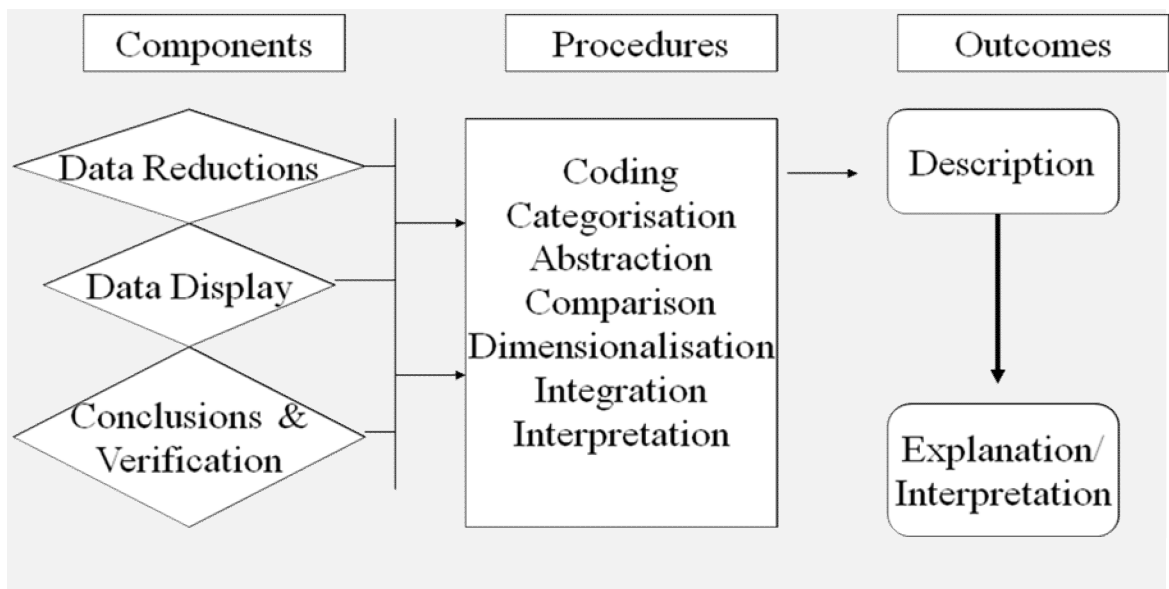 Components
Procedures
Outcomes
Data Reductions
Data Display
Conclusions &
Verification
Coding
Categorisation
Abstraction
Comparison
Dimensionalisation
Integration
Interpretation
Description
Explanation/
Interpretation